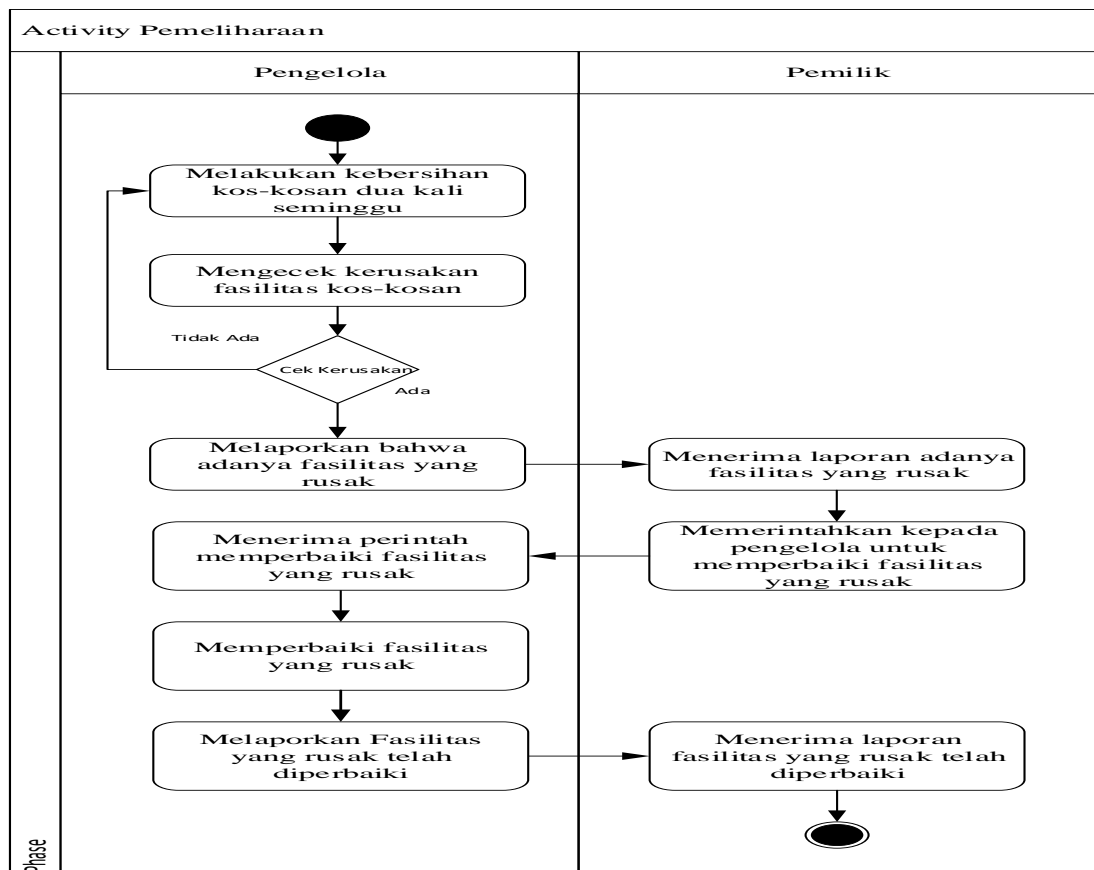 Activity Pemeliharaan
Pengelola
Pemilik
Melakukan kebersihan
kos-kosan dua kali
seminggu
Mengecek kerusakan
fasilitas kos-kosan
Tidak Ada
Cek Kerusakan
Ada
Melaporkan bahwa
adanya fasilitas yang
rusak
Menerima laporan adanya
fasilitas yang rusak
Memerintahkan kepada
pengelola untuk
memperbaiki fasilitas
yang rusak
Menerima perintah
memperbaiki fasilitas
yang rusak
Memperbaiki fasilitas
yang rusak
Melaporkan Fasilitas
yang rusak telah
diperbaiki
Menerima laporan
fasilitas yang rusak telah
diperbaiki
Phase